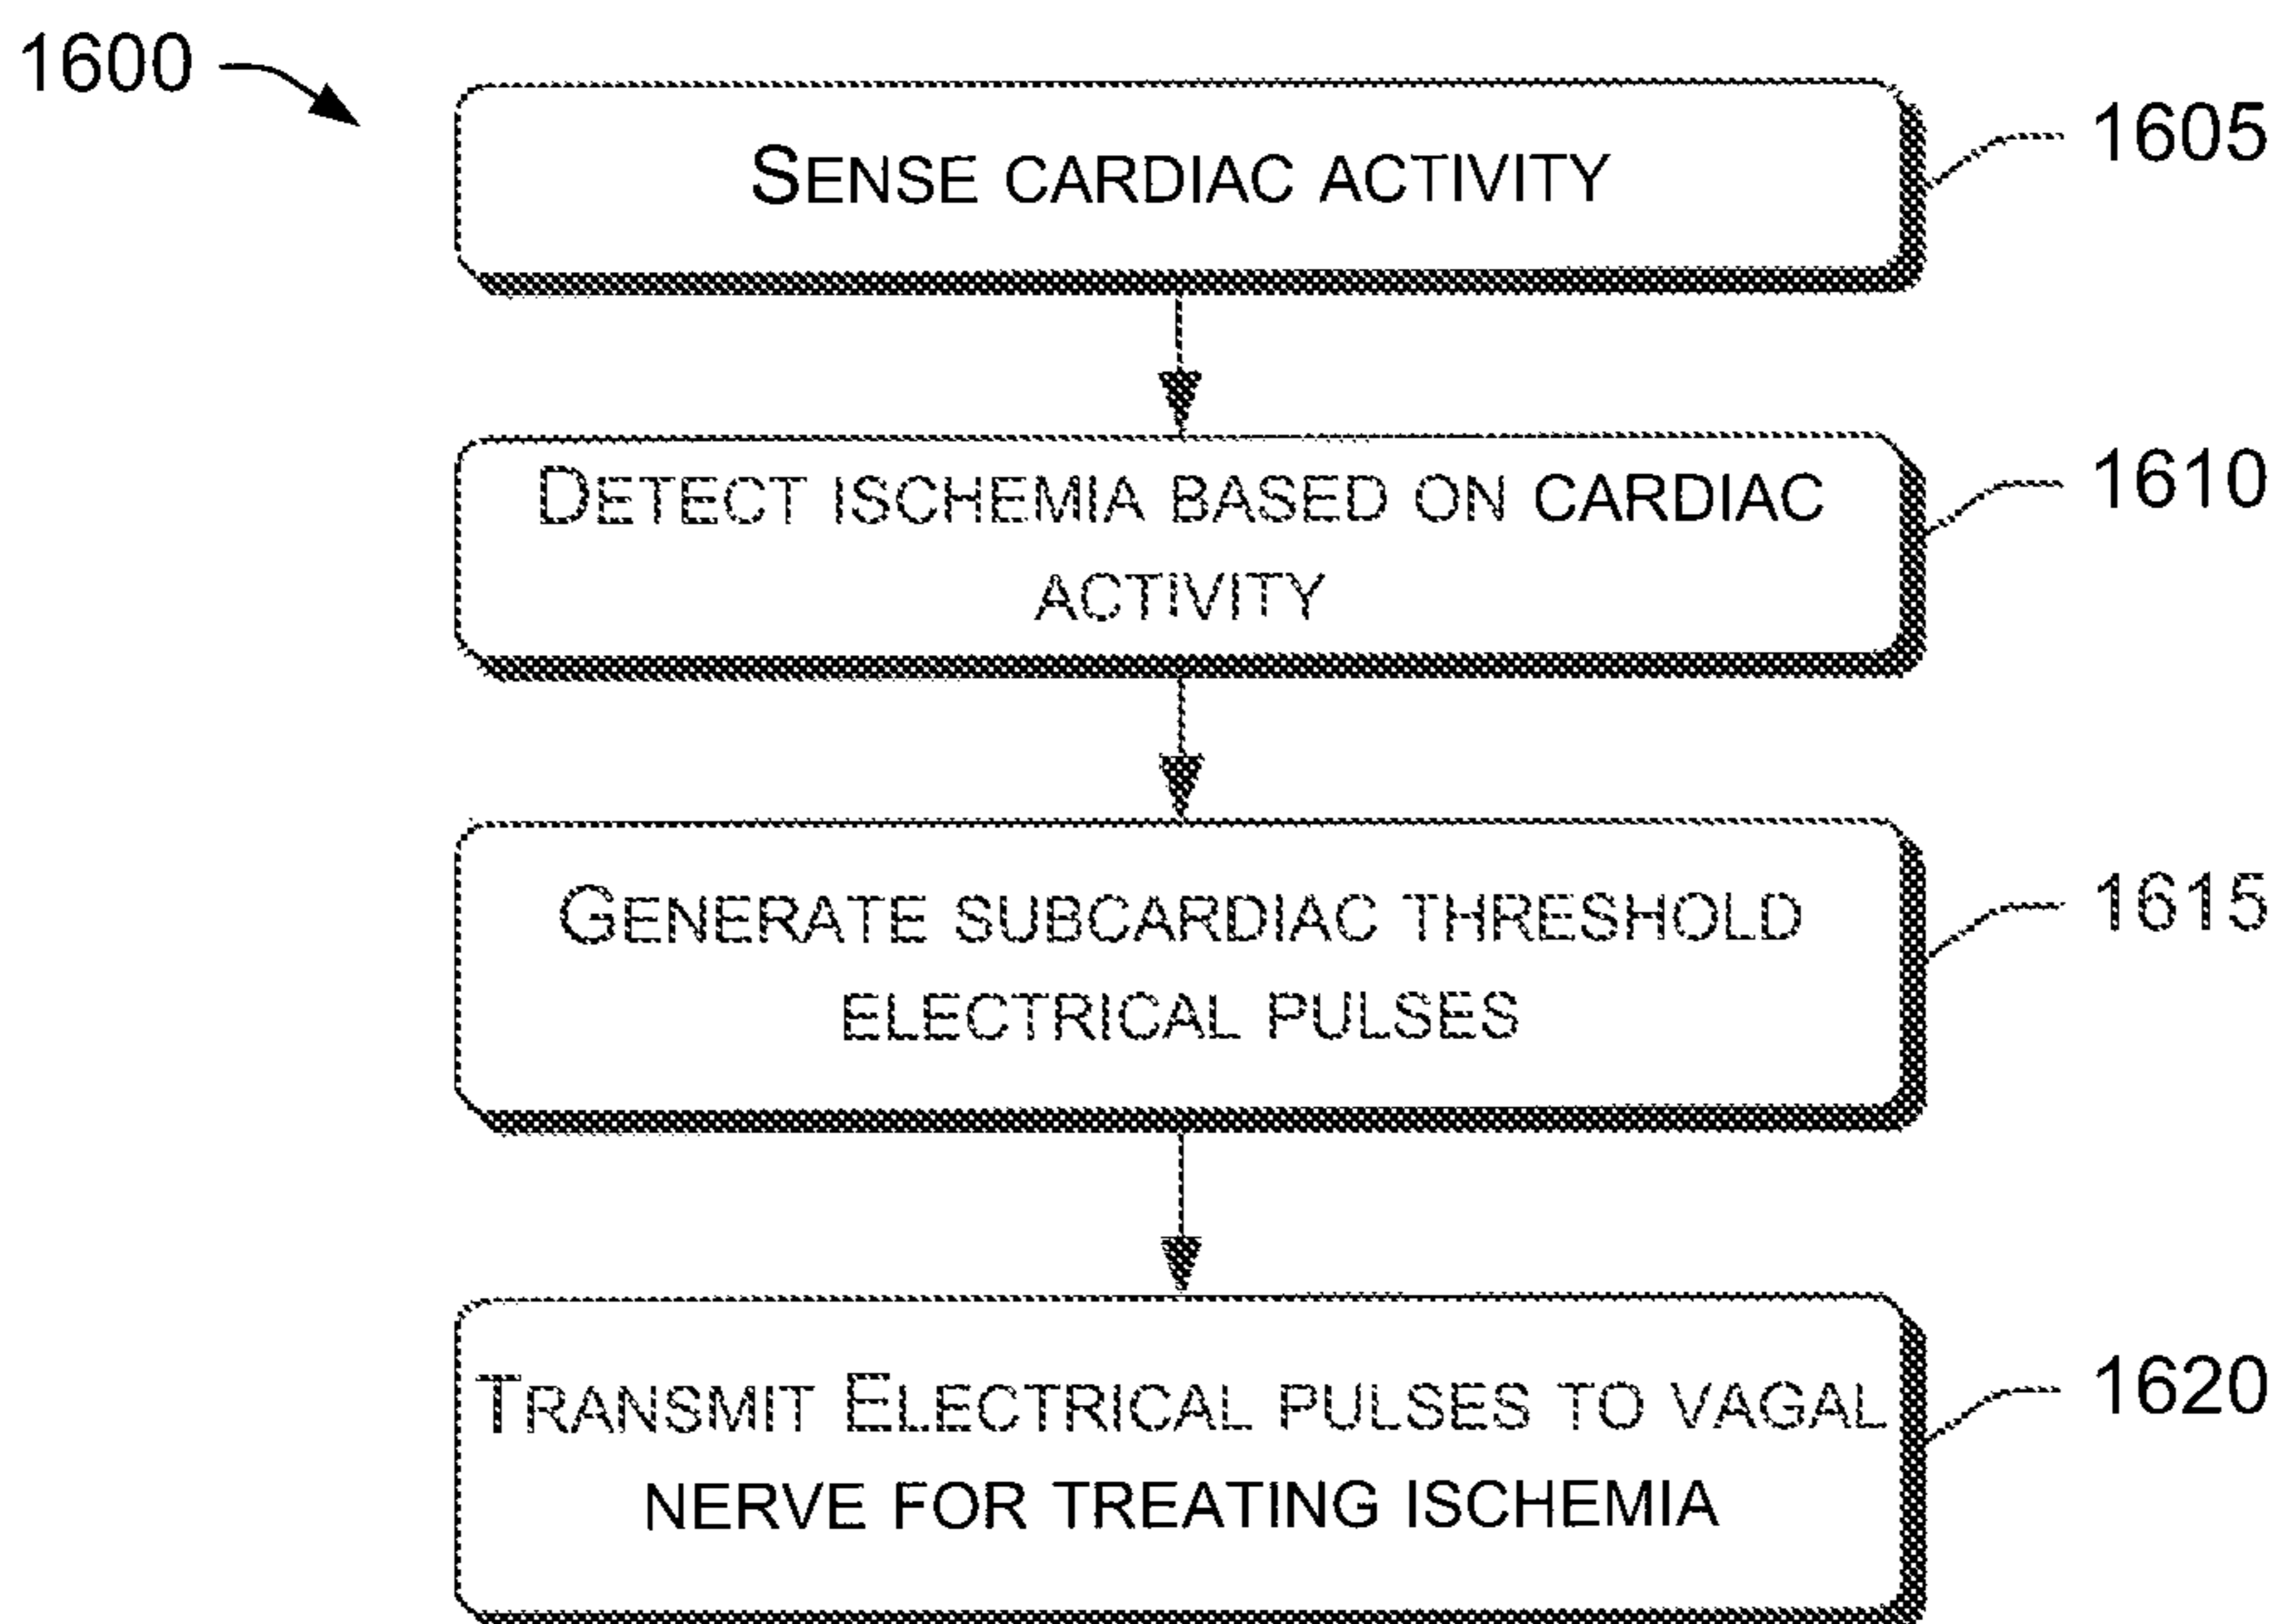 1600
SENSE CARDIAC ACTIVITY
1605
DETECT ISCHEMIA BASED ON CARDIAC
ACTIVITY
1610
GENERATE SUBCARDIAC THRESHOLD
ELECTRICAL PULSES
1615
TRANSMIT ELECTRICAL PULSES TO VAGAL
NERVE FOR TREATING ISCHEMIA
1620